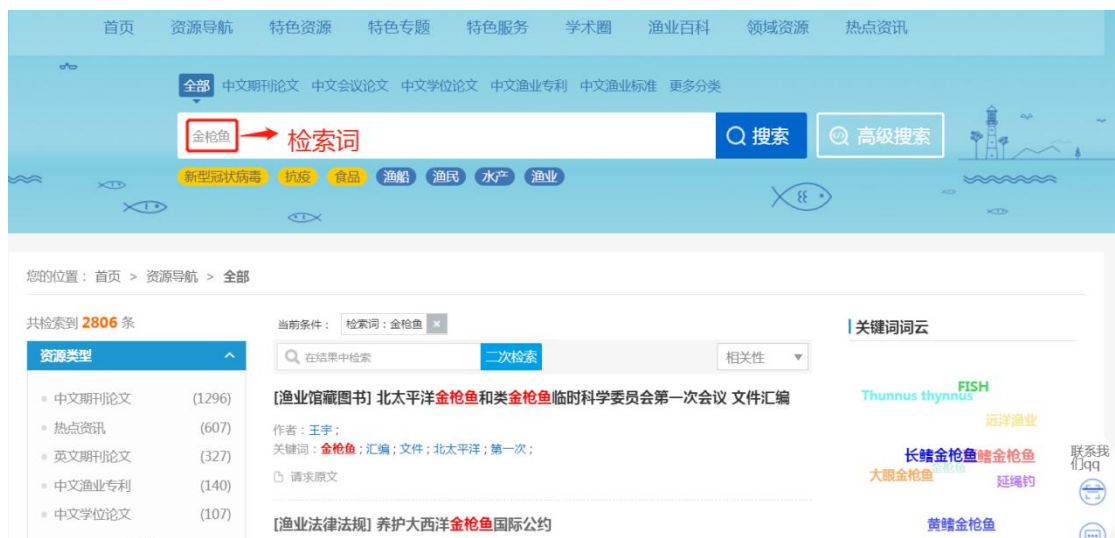 首页 资源导航 特色资源 特色专题 特色服务 学术圈 渔业百科 领域资源 热点资讯
全部 中文期刊论文 中文会议论文 中文学位论文 中文渔业专利 中文渔业标准 更多分类
金枪鱼 检索词 搜索 高级搜索
新型冠状病毒 抗疫 食品 渔船 渔民 水产 渔业
您的位置： 首页 > 资源导航 > 全部
共检索到 2806 条
资源类型
中文期刊论文 (1296)
热点资讯 (607)
英文期刊论文 (327)
中文渔业专利 (140)
中文学位论文 (107)
当前条件： 检索词：金枪鱼 ×
在结果中检索 二次检索 相关性
[渔业馆藏图书] 北太平洋金枪鱼和类金枪鱼临时科学委员会第一次会议 文件汇编
作者：王宇；
关键词：金枪鱼；汇编；文件；北太平洋；第一次；
请求原文
[渔业法律法规] 养护大西洋金枪鱼国际公约
关键词词云
FISH
Thunnus thynnus
远洋渔业
长鳍金枪鱼
鳍金枪鱼
大眼金枪鱼
金枪鱼
延绳钓
黄鳍金枪鱼
联系我
们qq